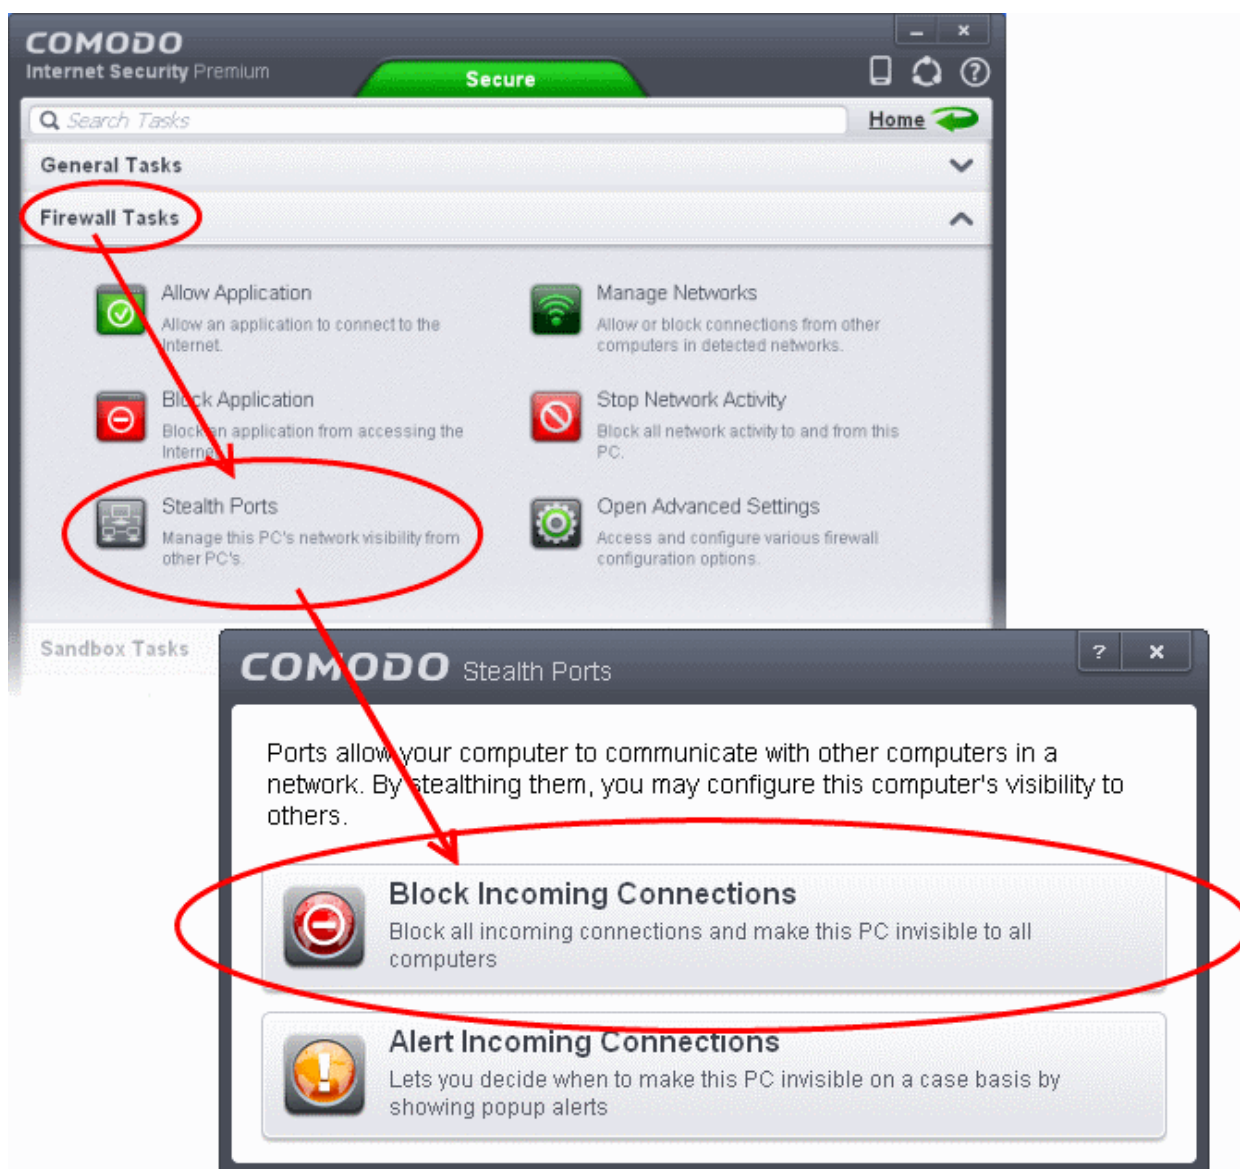 COMODO
Internet Security Premium
Secure
Search Tasks
Home
General Tasks
Firewall Tasks
Allow Application
Allow an application to connect to the
Internet.
Manage Networks
Allow or block connections from other
computers in detected networks.
Block Application
Block an application from accessing the
Internet.
Stop Network Activity
Block all network activity to and from this
PC.
Stealth Ports
Manage this PC's network visibility from
other PC's.
Open Advanced Settings
Access and configure various firewall
configuration options.
Sandbox Tasks
COMODO Stealth Ports
Ports allow your computer to communicate with other computers in a
network. By stealthing them, you may configure this computer's visibility to
others.
Block Incoming Connections
Block all incoming connections and make this PC invisible to all
computers
Alert Incoming Connections
Lets you decide when to make this PC invisible on a case basis by
showing popup alerts